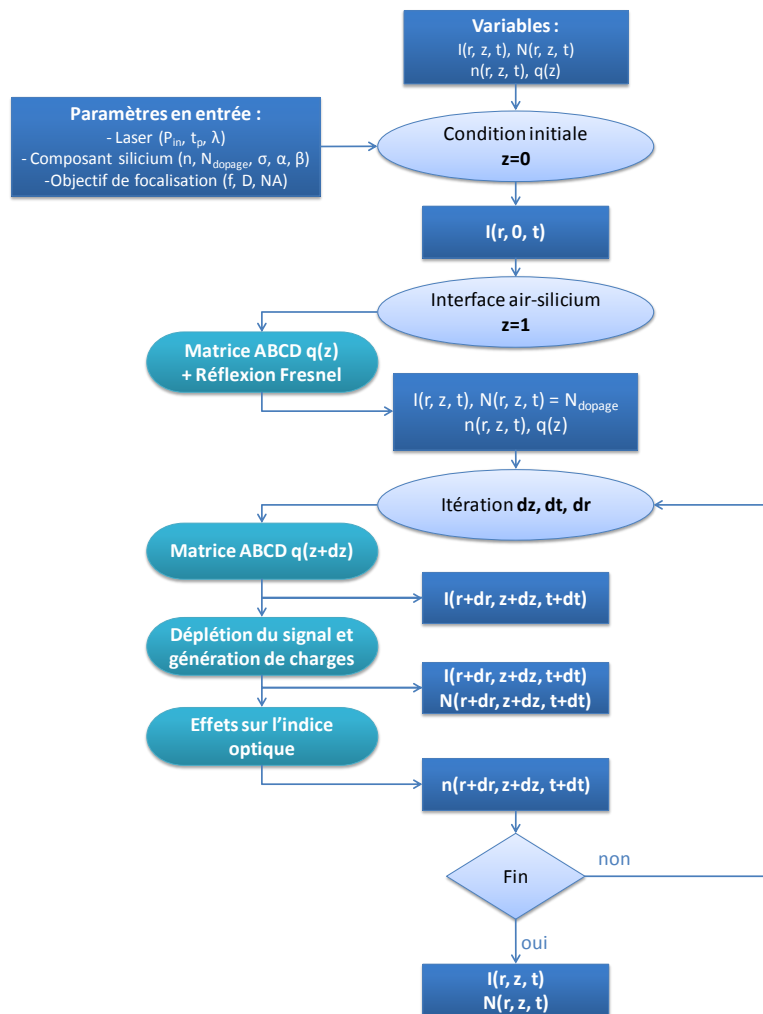 Variables :
I(r, z, t), N(r, z, t)
n(r, z, t), q(z)
Paramètres en entrée :
- Laser (Pin, tp, λ)
- Composant silicium (n, Ndopage, σ, α, β)
-Objectif de focalisation (f, D, NA)
Condition initiale
z=0
I(r, 0, t)
Interface air-silicium
z=1
Matrice ABCD q(z)
+ Réflexion Fresnel
I(r, z, t), N(r, z, t) = Ndopage
n(r, z, t), q(z)
Itération dz, dt, dr
Matrice ABCD q(z+dz)
I(r+dr, z+dz, t+dt)
Déplétion du signal et
génération de charges
I(r+dr, z+dz, t+dt)
N(r+dr, z+dz, t+dt)
Effets sur l’indice
optique
n(r+dr, z+dz, t+dt)
Fin
non
oui
I(r, z, t)
N(r, z, t)